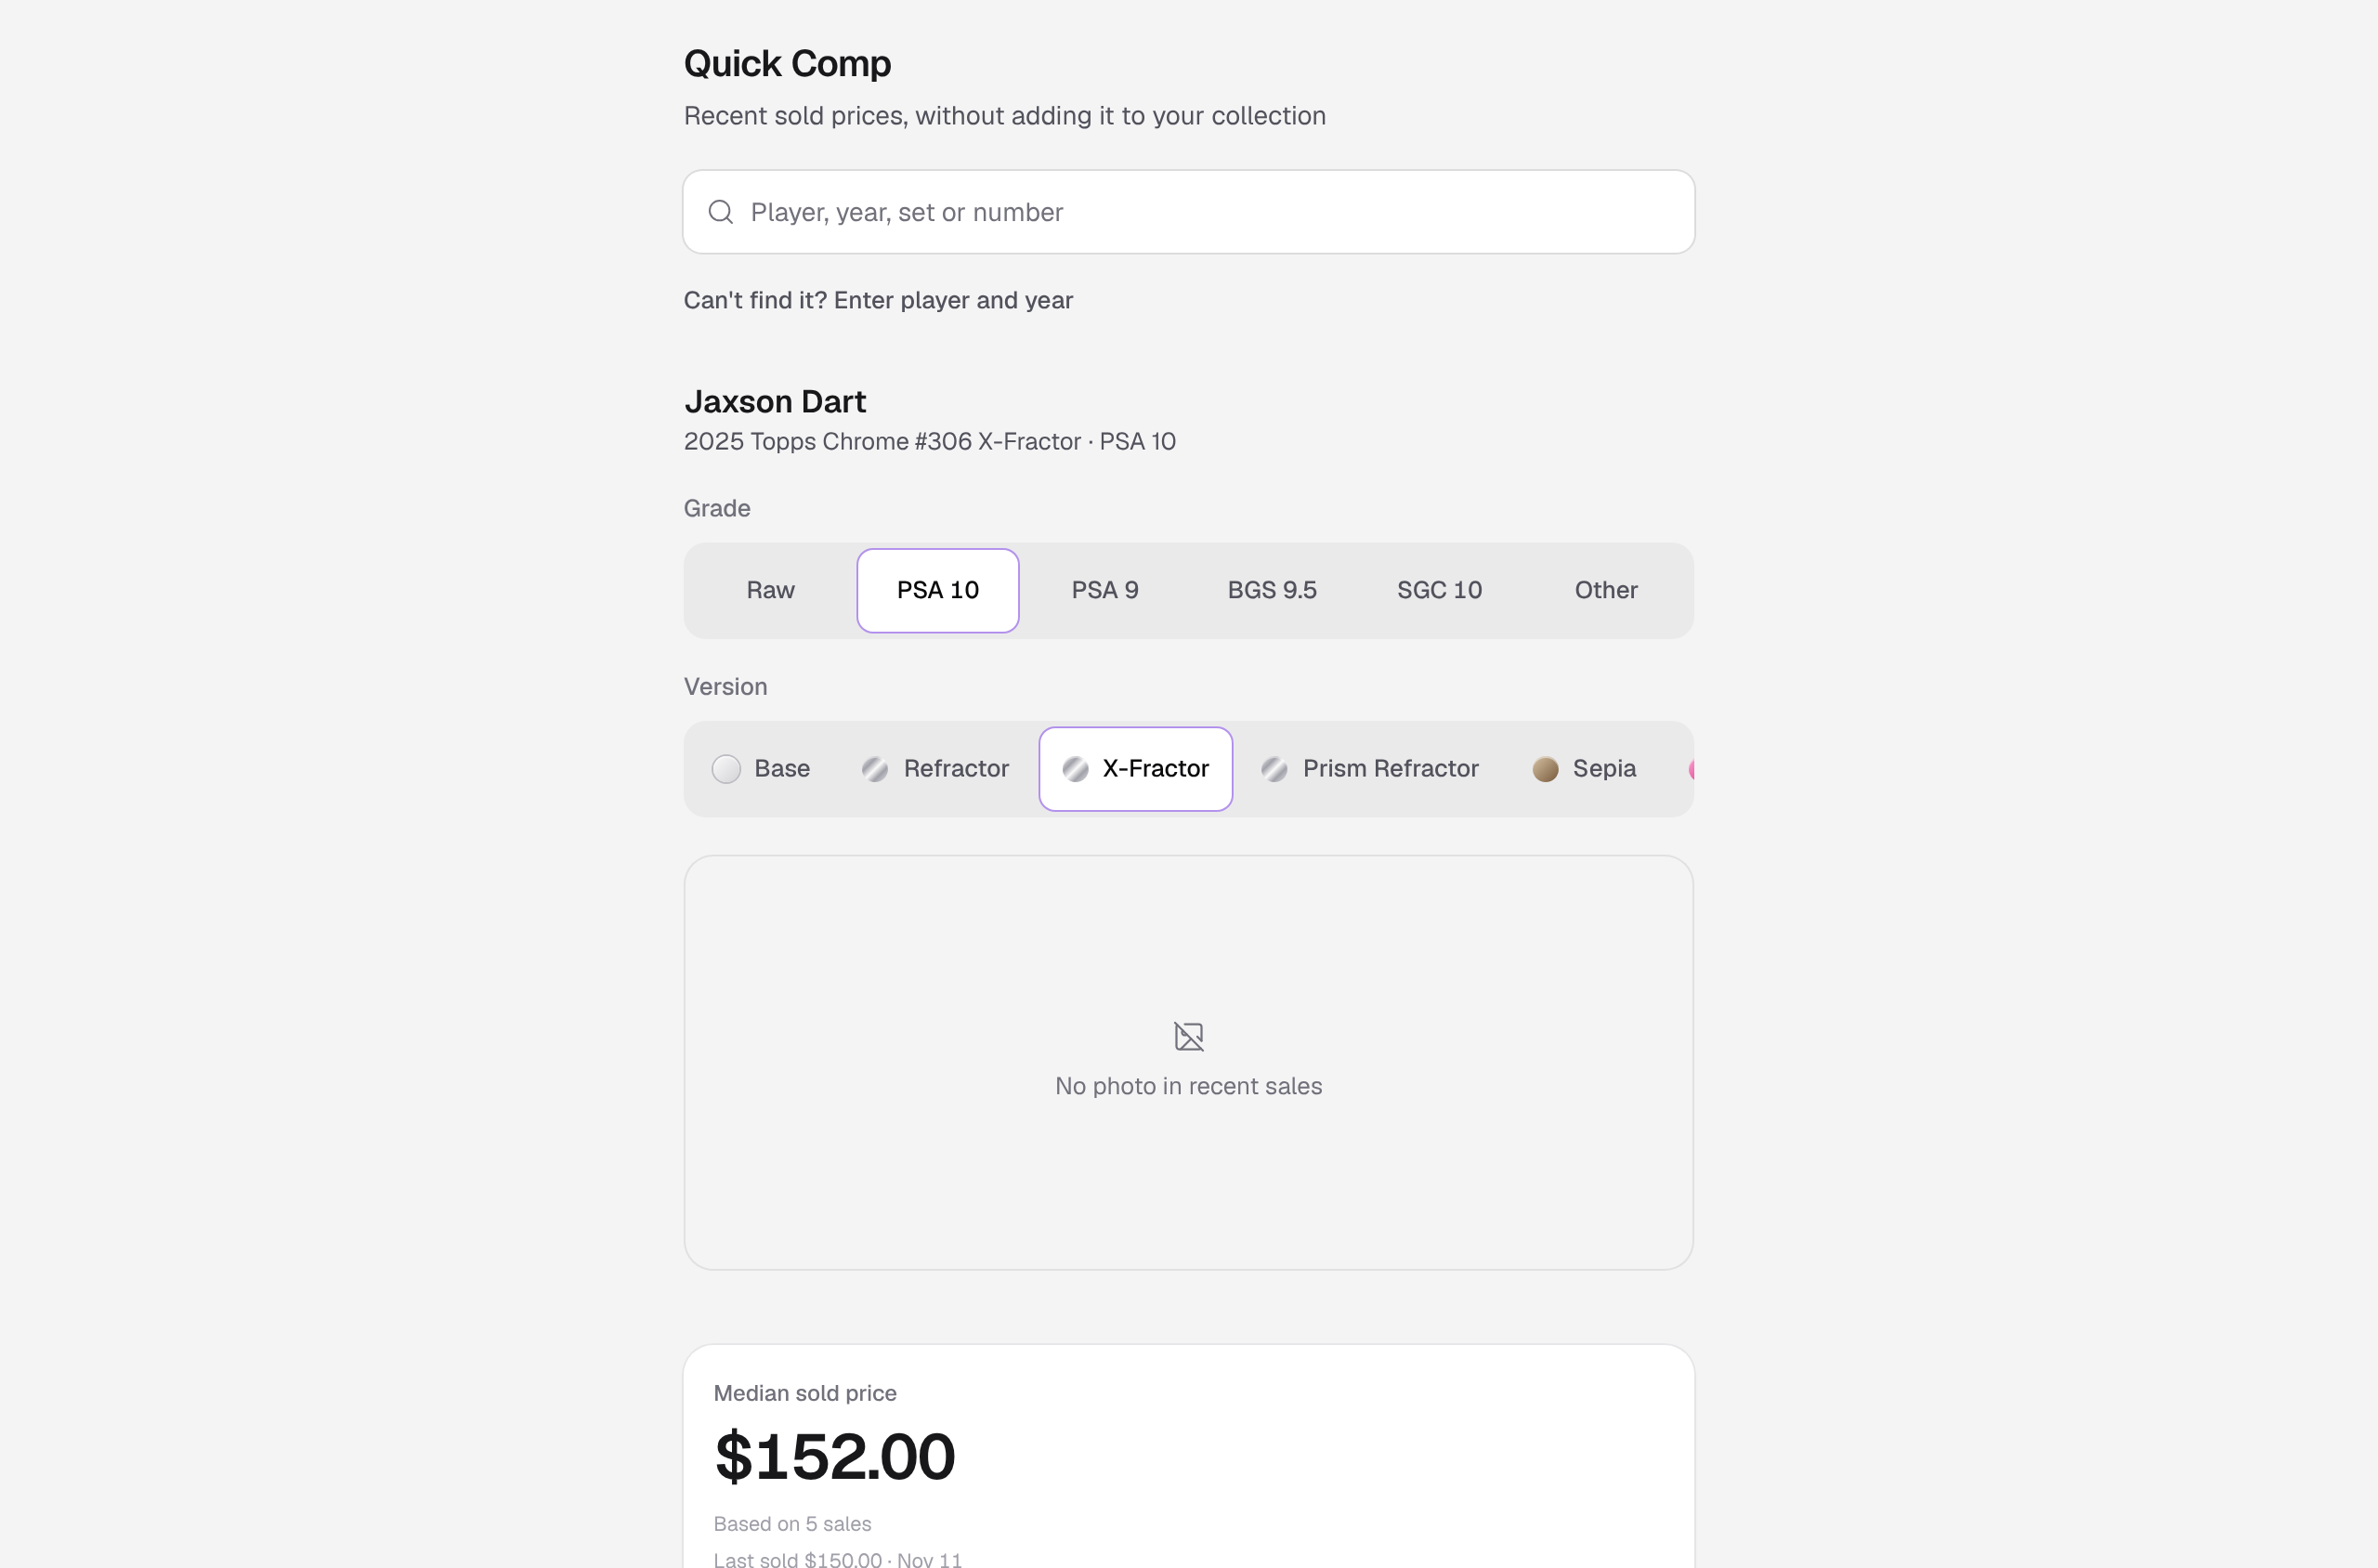 Quick Comp
Recent sold prices, without adding it to your collection
Player, year, set or number
Can't find it? Enter player and year
Jaxson Dart
2025 Topps Chrome #306 X-Fractor · PSA 10
Grade
Raw PSA 10 PSA 9 BGS 9.5 SGC 10 Other
Version
Base Refractor X-Fractor Prism Refractor Sepia
No photo in recent sales
Median sold price
$152.00
Based on 5 sales
Last sold $150.00 · Nov 11